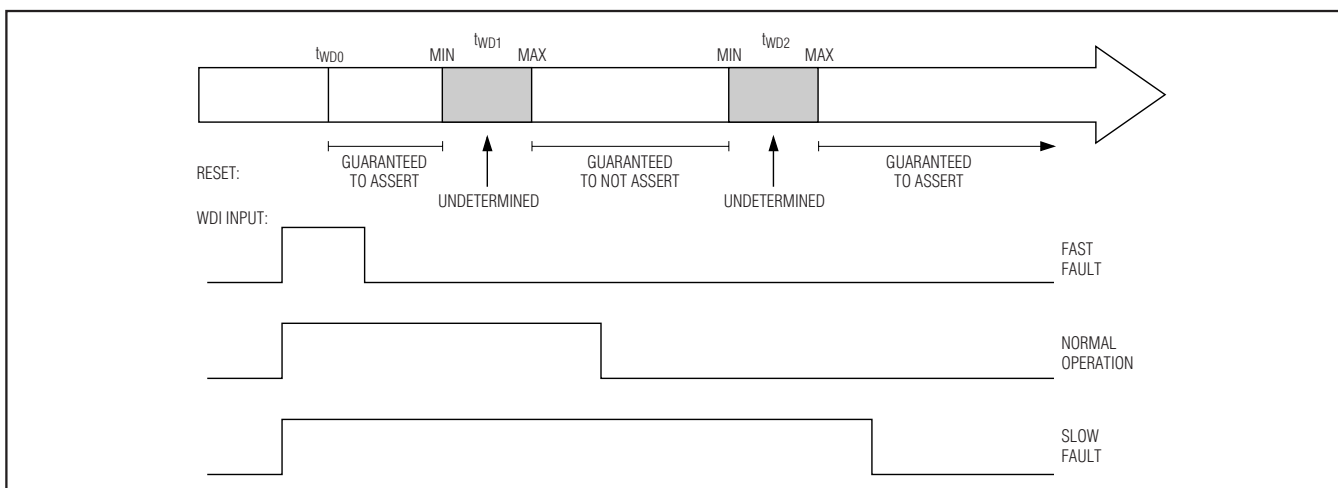 tWD0
MIN
tWD1
MAX
MIN
tWD2
MAX
RESET:
GUARANTEED
TO ASSERT
UNDETERMINED
GUARANTEED
TO NOT ASSERT
UNDETERMINED
GUARANTEED
TO ASSERT
WDI INPUT:
FAST
FAULT
NORMAL
OPERATION
SLOW
FAULT